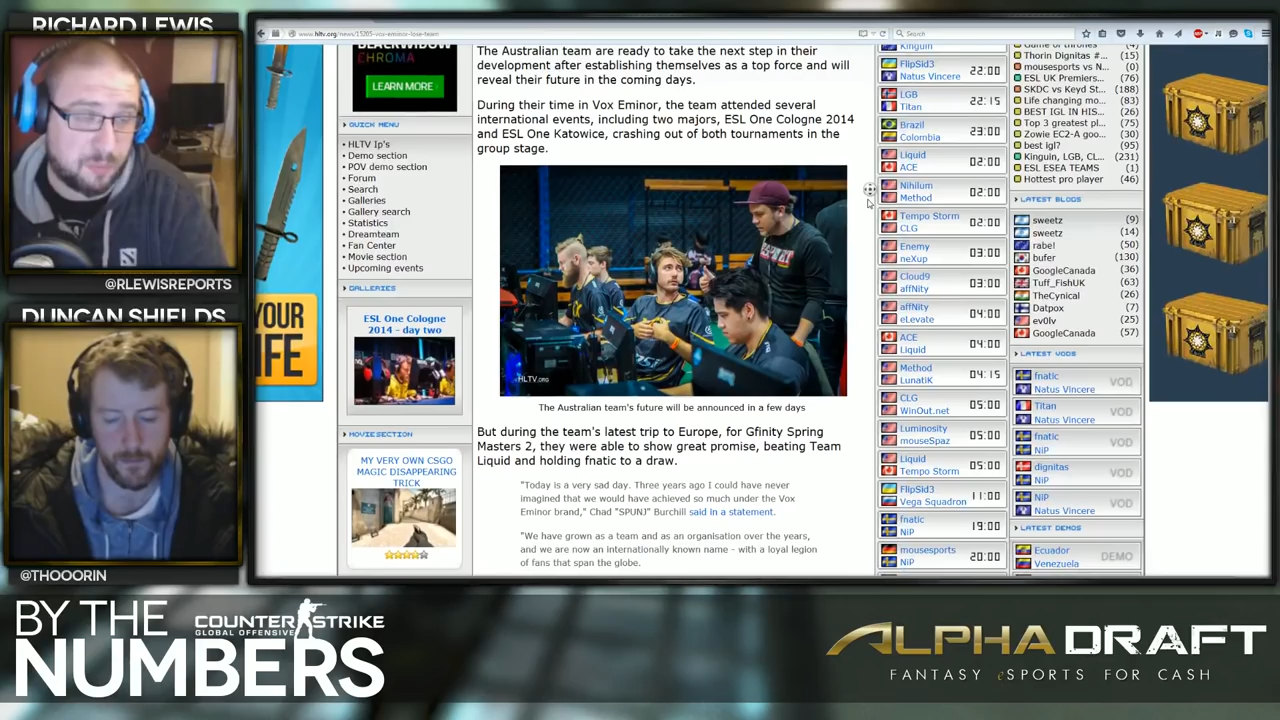 RICHARD LEWIS
@RLEWISREPORTS
DUNCAN SHIELDS
@THOOORIN
www.hltv.org/news/15205-vox-eminor-lose-team
Search
CHROMA
LEARN MORE
YOUR
QUICK MENU
• HLTV Ip's
• Demo section
• POV demo section
• Forum
• Search
• Galleries
• Gallery search
• Statistics
• Dreamteam
• Fan Center
• Movie section
• Upcoming events
GALLERIES
ESL One Cologne
2014 - day two
MOVIESECTION
MY VERY OWN CSGO
MAGIC DISAPPEARING
TRICK
The Australian team are ready to take the next step in their
development after establishing themselves as a top force and will
reveal their future in the coming days.
During their time in Vox Eminor, the team attended several
international events, including two majors, ESL One Cologne 2014
and ESL One Katowice, crashing out of both tournaments in the
group stage.
HLTV.ORG
The Australian team's future will be announced in a few days
But during the team's latest trip to Europe, for Gfinity Spring
Masters 2, they were able to show great promise, beating Team
Liquid and holding fnatic to a draw.
"Today is a very sad day. Three years ago I could have never
imagined that we would have achieved so much under the Vox
Eminor brand," Chad "SPUNJ" Burchill said in a statement.
"We have grown as a team and as an organisation over the years,
and we are now an internationally known name - with a loyal legion
of fans that span the globe.
Kinguin
FlipSid3
Natus Vincere
22:00
LGB
Titan
22:15
Brazil
Colombia
23:00
Liquid
ACE
02:00
Nihilum
Method
02:00
Tempo Storm
CLG
02:00
Enemy
neXup
03:00
Cloud9
affNity
03:00
affNity
eLevate
04:00
ACE
Liquid
04:00
Method
LunatiK
04:15
CLG
WinOut.net
05:00
Luminosity
mouseSpaz
05:00
Liquid
Tempo Storm
05:00
FlipSid3
Vega Squadron
11:00
fnatic
NiP
19:00
mousesports
NiP
20:00
Game of thrones (4)
Thorin Dignitas #... (15)
mousesports vs N... (0)
ESL UK Premiers... (76)
SKDC vs Keyd St... (188)
Life changing mo... (83)
BEST IGL IN HIS... (26)
Top 3 greatest pl... (75)
Zowie EC2-A goo... (90)
best igl? (30)
Kinguin, LGB, CL... (231)
ESL ESEA TEAMS (1)
Hottest pro player (46)
LATEST BLOGS
sweetz (9)
sweetz (14)
rabe! (50)
bufer (130)
GoogleCanada (36)
Tuff_FishUK (63)
TheCynical (26)
Datpox (7)
ev0lv (25)
GoogleCanada (57)
LATEST VODS
fnatic
Natus Vincere
VOD
Titan
Natus Vincere
VOD
fnatic
NiP
VOD
dignitas
NiP
VOD
NiP
Natus Vincere
VOD
LATEST DEMOS
Ecuador
Venezuela
DEMO
BY THE
NUMBERS
COUNTER STRIKE
GLOBAL OFFENSIVE
ALPHADRAFT
FANTASY eSPORTS FOR CASH